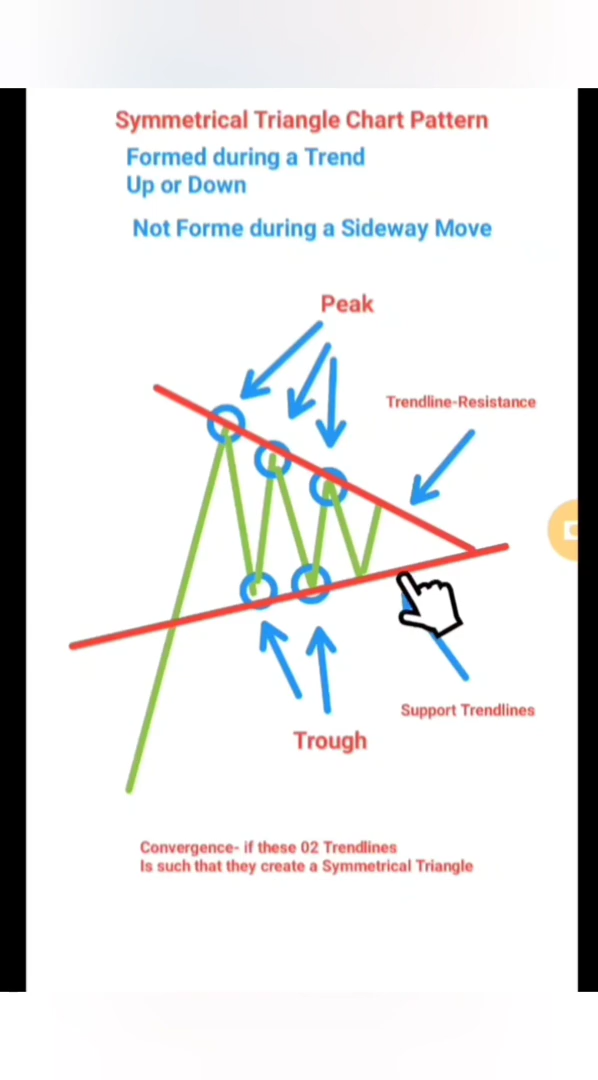 Symmetrical Triangle Chart Pattern
Formed during a Trend
Up or Down
Not Forme during a Sideway Move
Peak
Trendline-Resistance
Support Trendlines
Trough
Convergence- if these 02 Trendlines
Is such that they create a Symmetrical Triangle